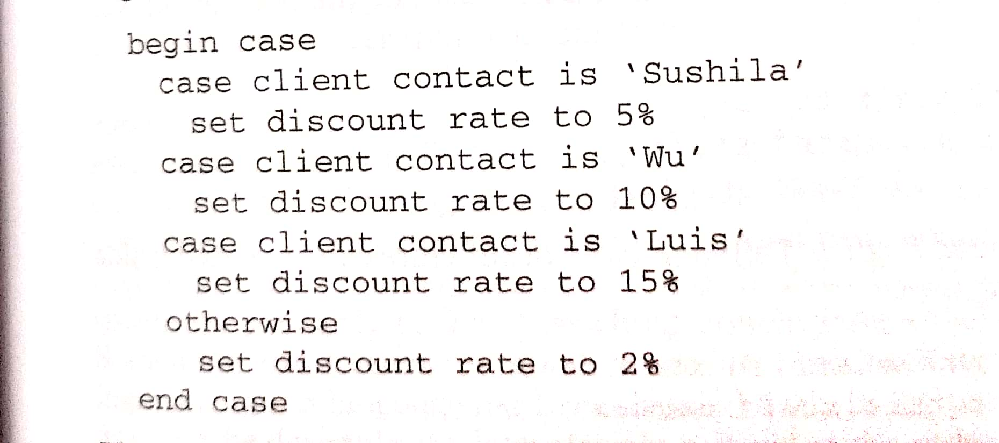 begin case
case client contact is ‘Sushila’
set discount rate to 5%
case client contact is ‘Wu’
set discount rate to 10%
case client contact is ‘Luis’
set discount rate to 15%
otherwise
set discount rate to 2%
end case